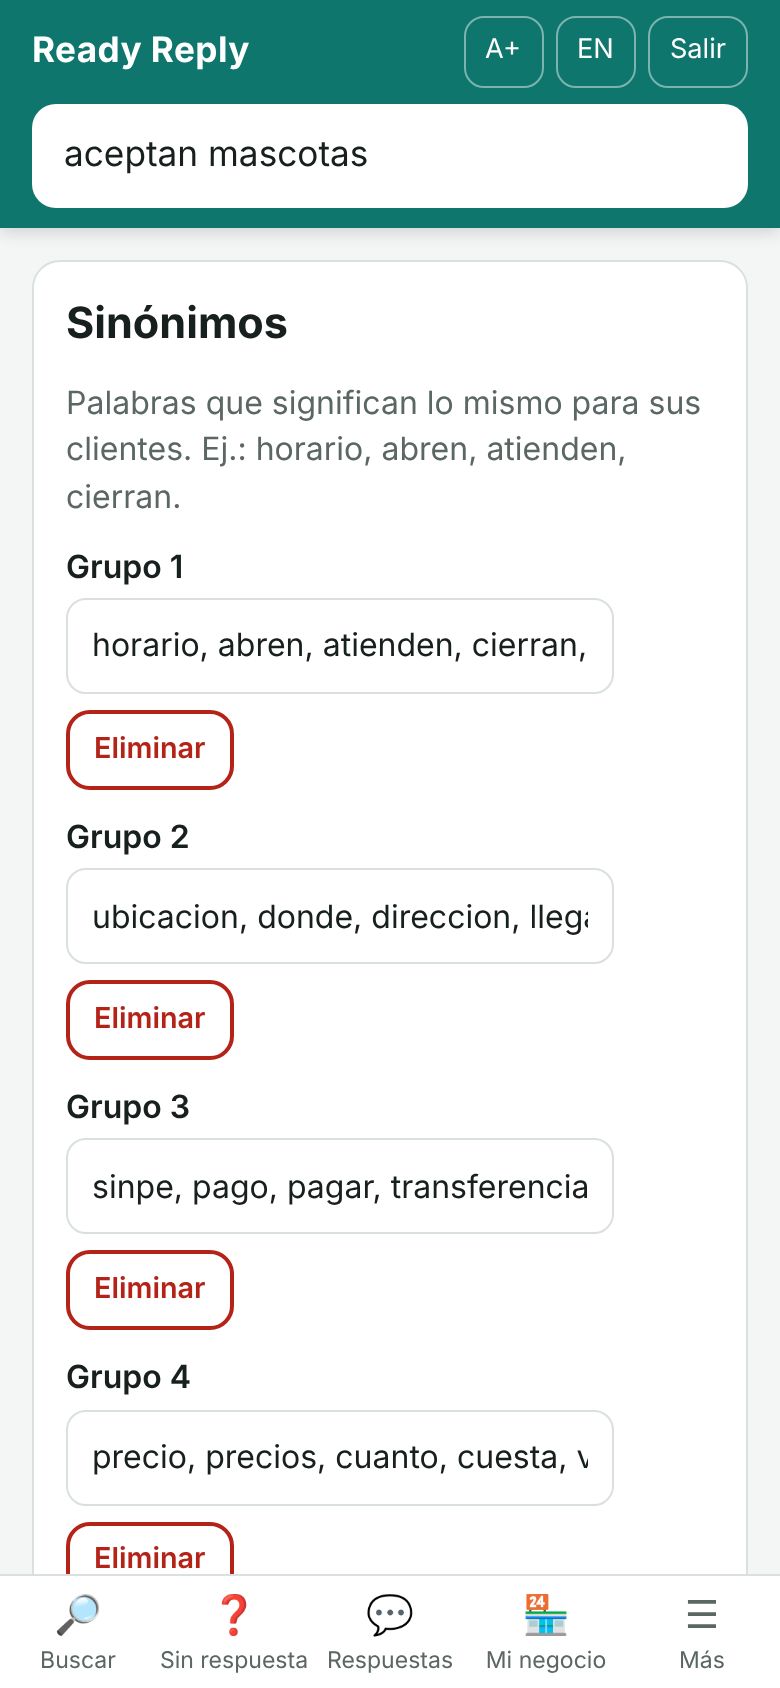 Ready Reply
A+
EN
Salir
aceptan mascotas
Sinónimos
Palabras que significan lo mismo para sus
clientes. Ej.: horario, abren, atienden,
cierran.
Grupo 1
horario, abren, atienden, cierran,
Eliminar
Grupo 2
ubicacion, donde, direccion,
Eliminar
Grupo 3
sinpe, pago, pagar, transferencia
Eliminar
Grupo 4
precio, precios, cuanto, cuesta,
Eliminar
24
Buscar
Sin respuesta
Respuestas
Mi negocio
Más